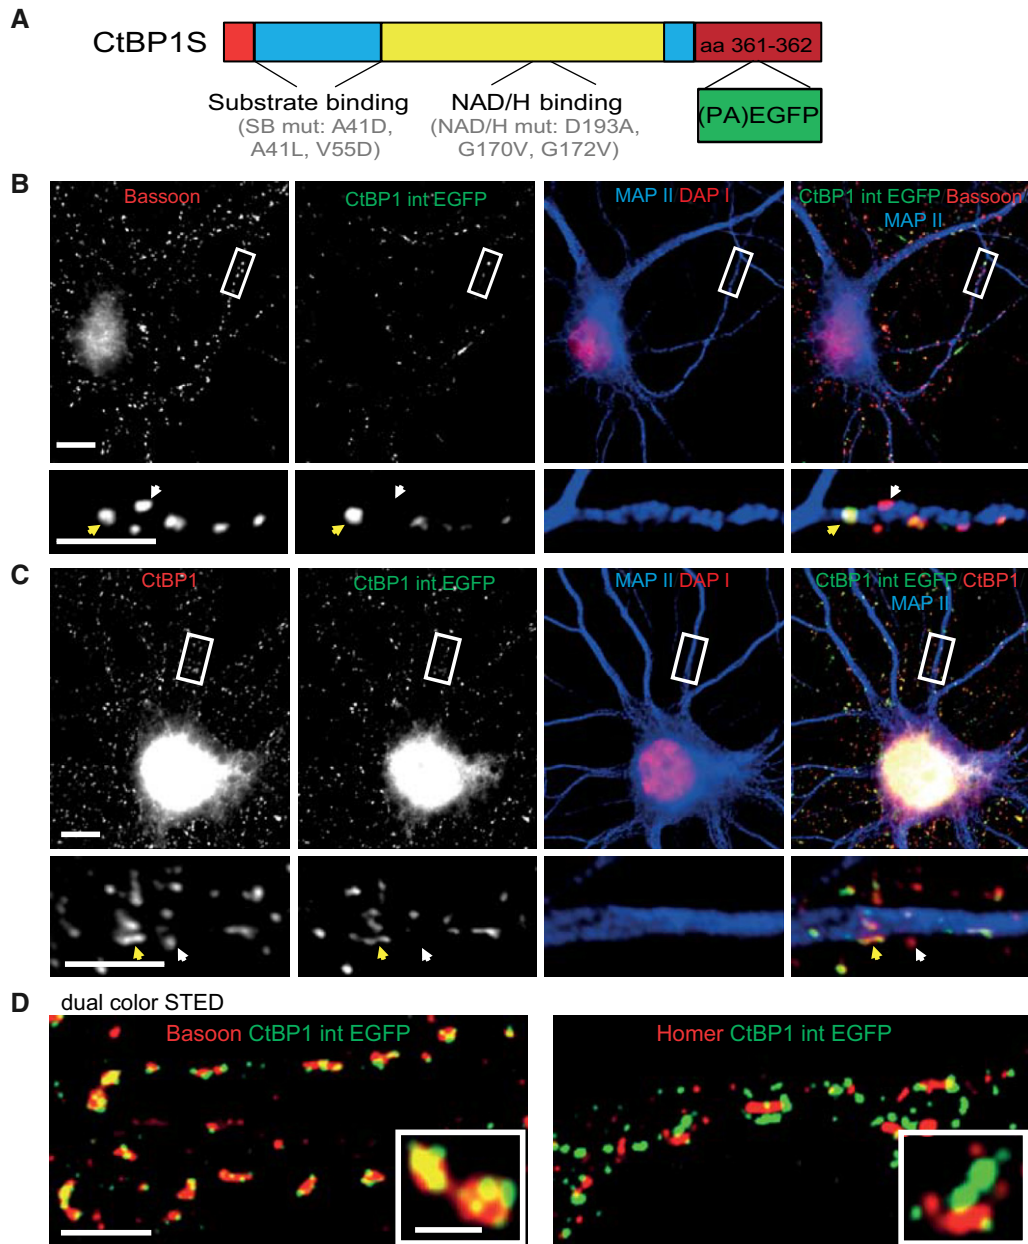 A
CtBP1S
aa 361-362
Substrate binding
(SB mut: A41D,
A41L, V55D)
NAD/H binding
(NAD/H mut: D193A,
G170V, G172V)
(PA)EGFP
B
Bassoon
CtBP1 int EGFP
MAP II DAP I
CtBP1 int EGFP Bassoon
MAP II
C
CtBP1
CtBP1 int EGFP
MAP II DAP I
CtBP1 int EGFP CtBP1
MAP II
D
dual color STED
Basoon CtBP1 int EGFP
Homer CtBP1 int EGFP